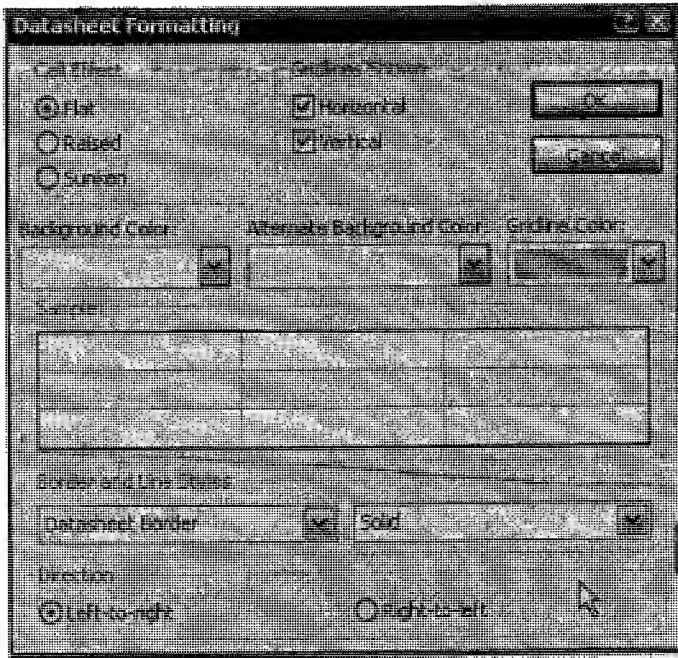 Datasheet Formatting
Cell Effect
Gridlines Shown
Flat
Horizontal
OK
Raised
Vertical
Cancel
Sunken
Background Color:
Alternate Background Color:
Gridline Color:
Sample:
Border and Line Styles
Datasheet Border
Solid
Direction
Left-to-right
Right-to-left